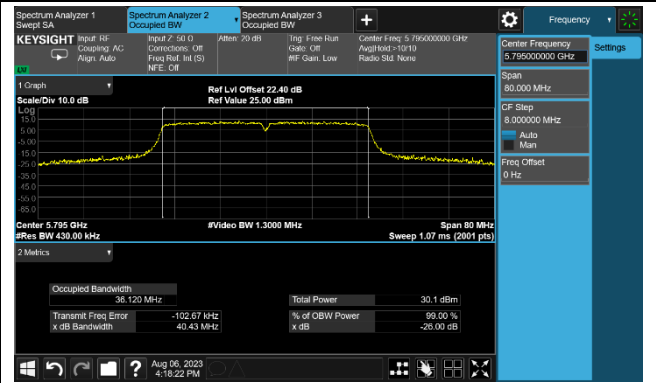 Spectrum Analyzer 1
Swept SA
Spectrum Analyzer 2
Occupied BW
Spectrum Analyzer 3
Occupied BW
Frequency
KEYSIGHT
Input: RF
Coupling: AC
Align: Auto
Input Z: 50 Ω
Corrections: Off
Freq Ref: Int (S)
NFE: Off
Atten: 20 dB
Trig: Free Run
Gate: Off
#IF Gain: Low
Center Freq: 5.795000000 GHz
Avg|Hold:>10/10
Radio Std: None
Center Frequency
5.795000000 GHz
Settings
Span
80.000 MHz
CF Step
8.000000 MHz
Auto
Man
Freq Offset
0 Hz
1 Graph
Scale/Div 10.0 dB
Ref Lvl Offset 22.40 dB
Ref Value 25.00 dBm
Log
15.0
5.00
-5.00
-15.0
-25.0
-35.0
-45.0
-55.0
-65.0
Center 5.795 GHz
#Res BW 430.00 kHz
#Video BW 1.3000 MHz
Span 80 MHz
Sweep 1.07 ms (2001 pts)
2 Metrics
Occupied Bandwidth
36.120 MHz
Total Power 30.1 dBm
Transmit Freq Error -102.67 kHz
% of OBW Power 99.00 %
x dB Bandwidth 40.43 MHz
x dB -26.00 dB
Aug 06, 2023
4:18:22 PM